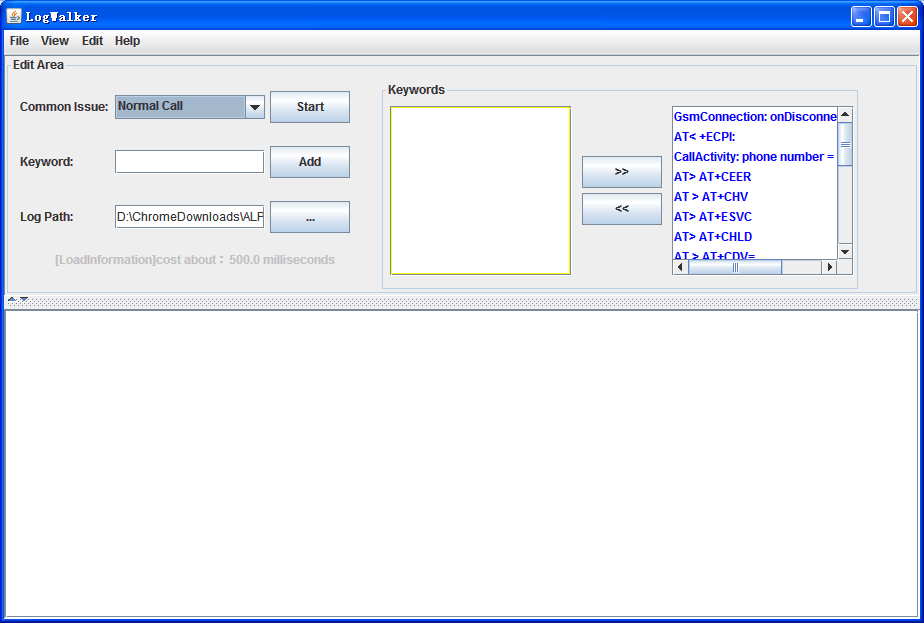 LogWalker
File View Edit Help
Edit Area
Common Issue: Normal Call Start
Keyword: Add
Log Path: D:\ChromeDownloads\ALF ...
[LoadInformation]cost about : 500.0 milliseconds
Keywords
>>
<<
GsmConnection: onDisconne
AT< +ECPI:
CallActivity: phone number =
AT> AT+CEER
AT > AT+CHV
AT> AT+ESVC
AT> AT+CHLD
AT > AT+CDV=